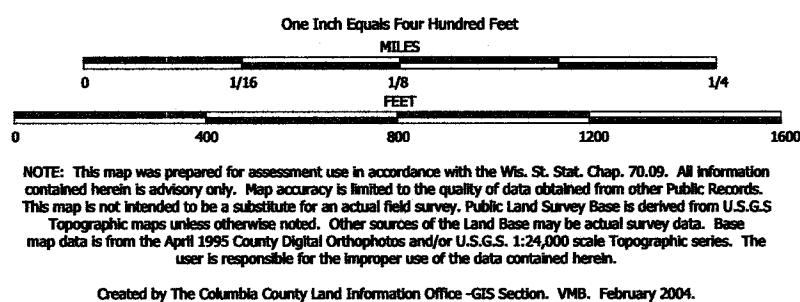 One Inch Equals Four Hundred Feet
MILES
0 1/16 1/8 1/4
FEET
0 400 800 1200 1600
NOTE: This map was prepared for assessment use in accordance with the Wis. St. Stat. Chap. 70.09. All information
contained herein is advisory only. Map accuracy is limited to the quality of data obtained from other Public Records.
This map is not intended to be a substitute for an actual field survey. Public Land Survey Base is derived from U.S.G.S
Topographic maps unless otherwise noted. Other sources of the Land Base may be actual survey data. Base
map data is from the April 1995 County Digital Orthophotos and/or U.S.G.S. 1:24,000 scale Topographic series. The
user is responsible for the improper use of the data contained herein.
Created by The Columbia County Land Information Office -GIS Section. VMB. February 2004.